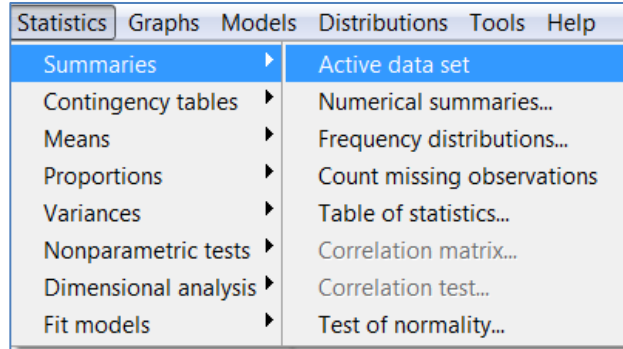 Statistics Graphs Models Distributions Tools Help
Summaries
Contingency tables
Means
Proportions
Variances
Nonparametric tests
Dimensional analysis
Fit models
Active data set
Numerical summaries...
Frequency distributions...
Count missing observations
Table of statistics...
Correlation matrix...
Correlation test...
Test of normality...